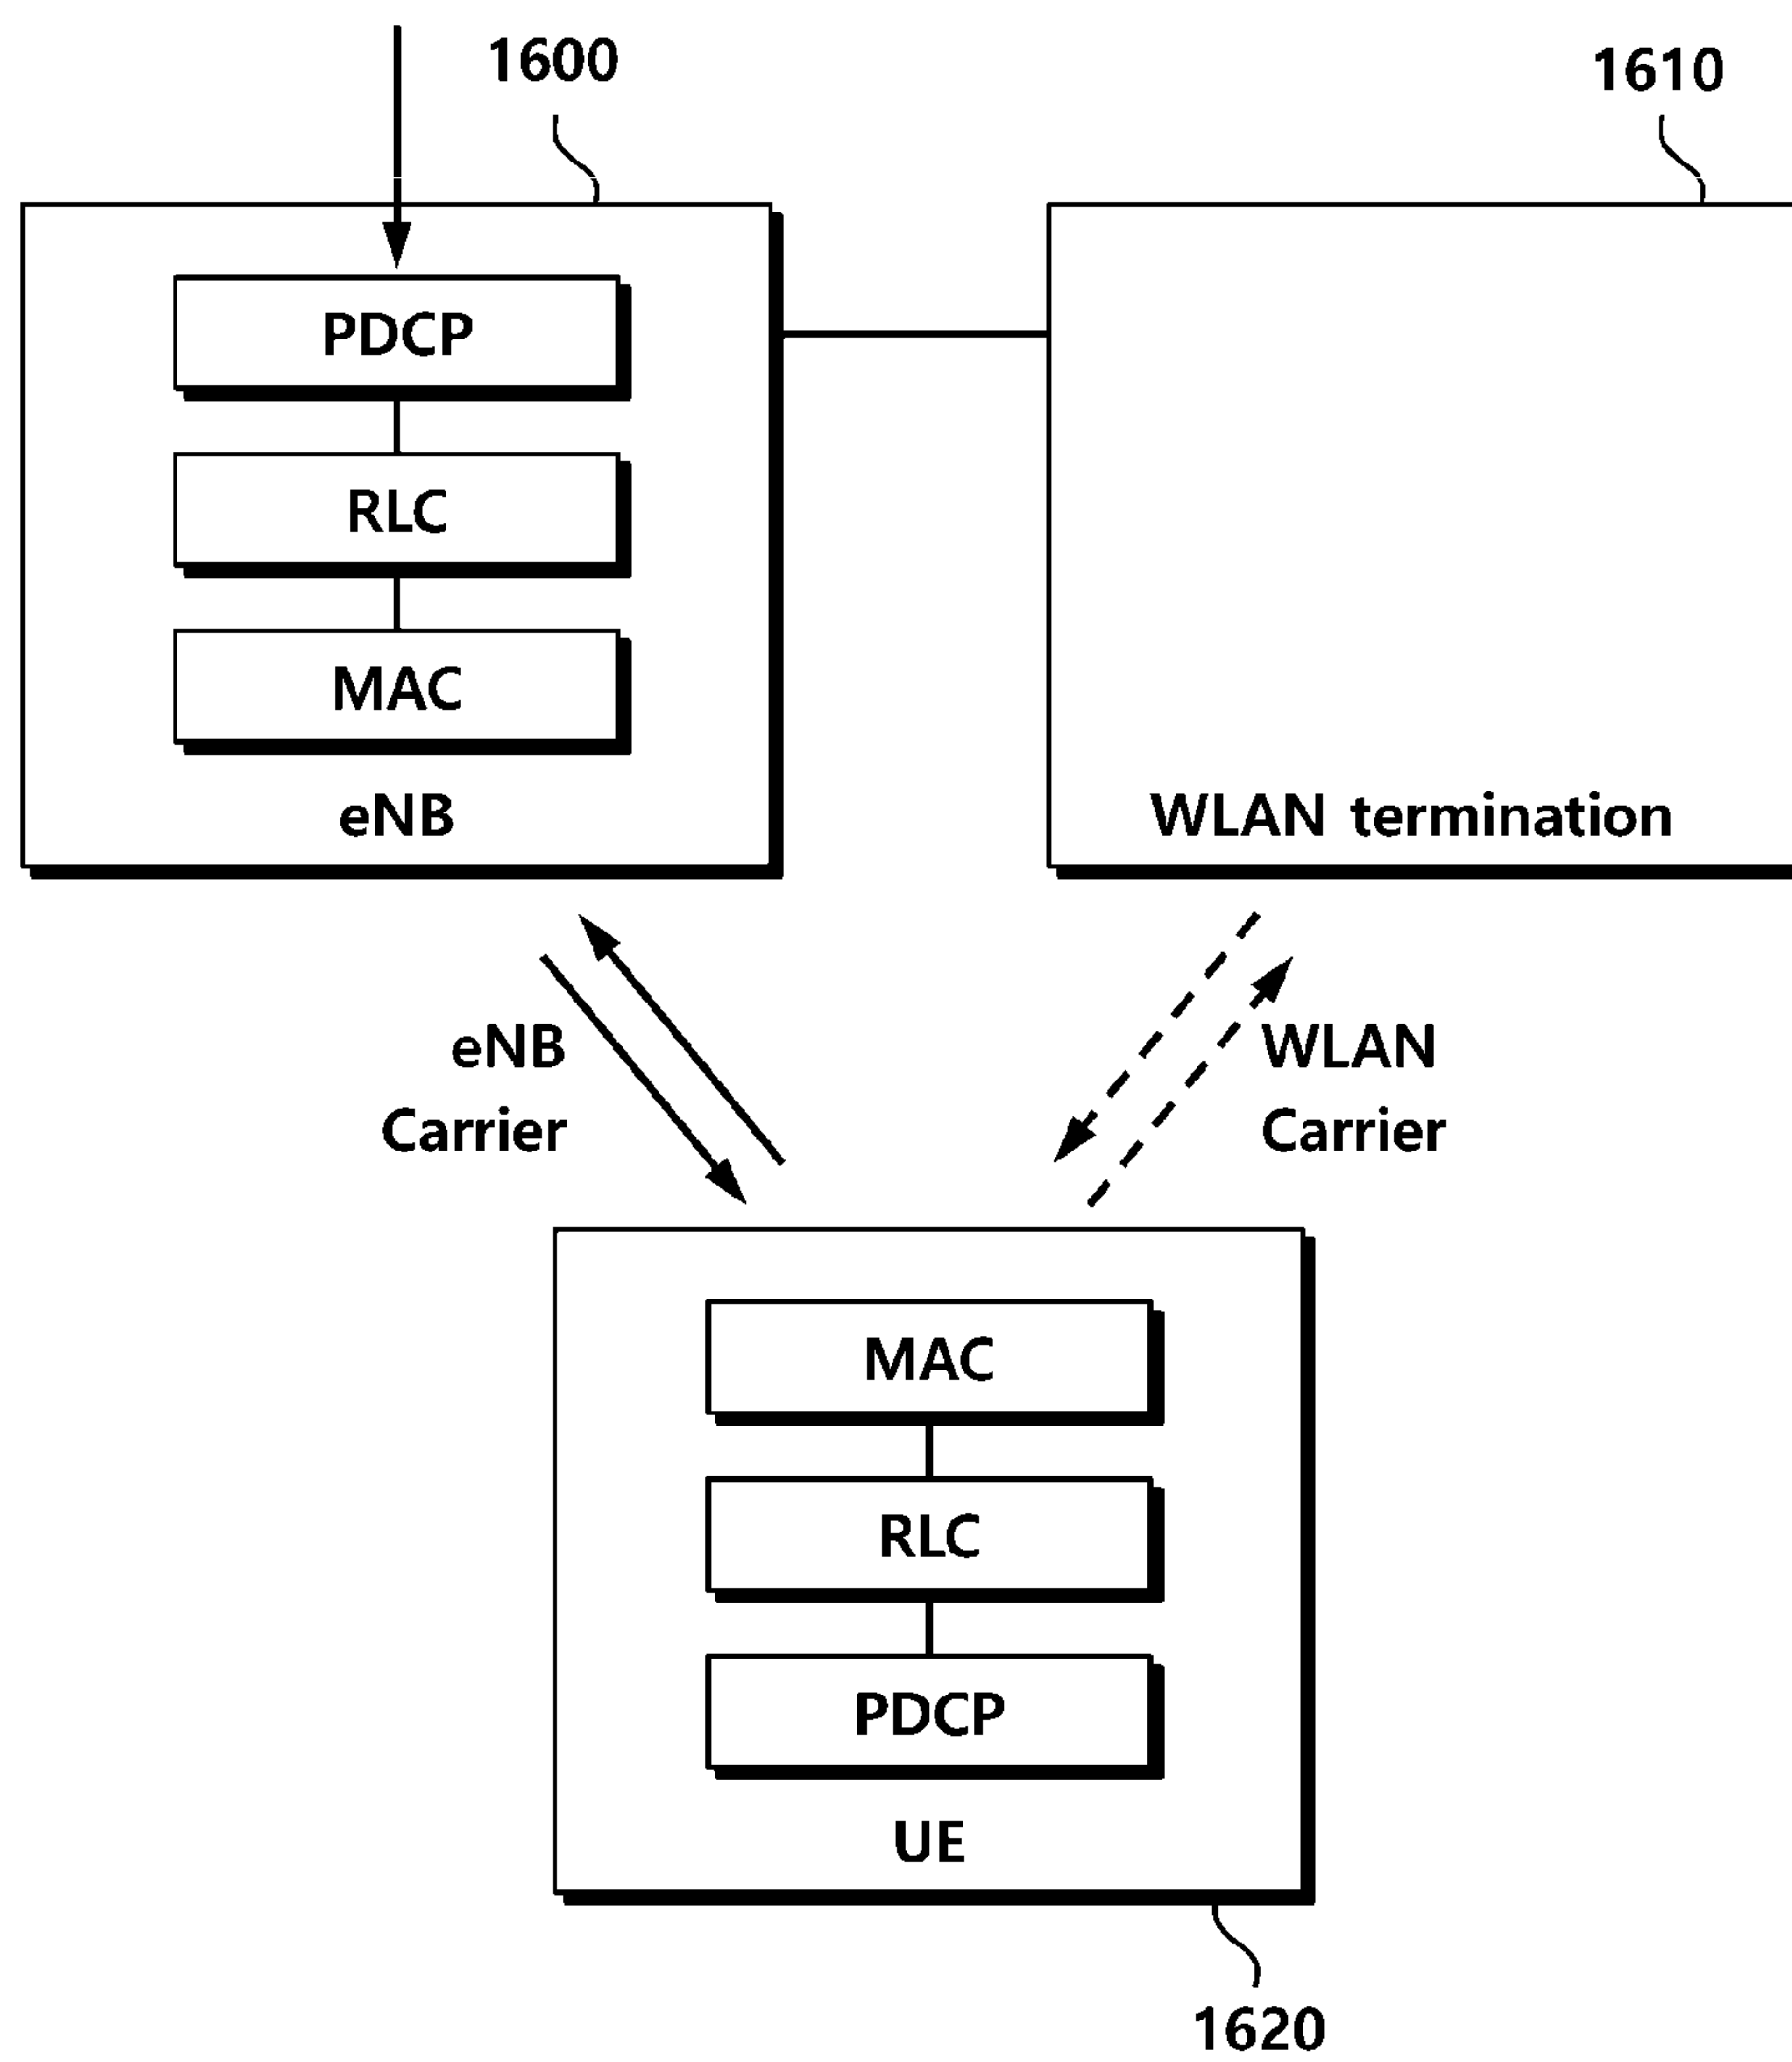 1600
1610
PDCP
RLC
MAC
eNB
WLAN termination
eNB
Carrier
WLAN
Carrier
MAC
RLC
PDCP
UE
1620